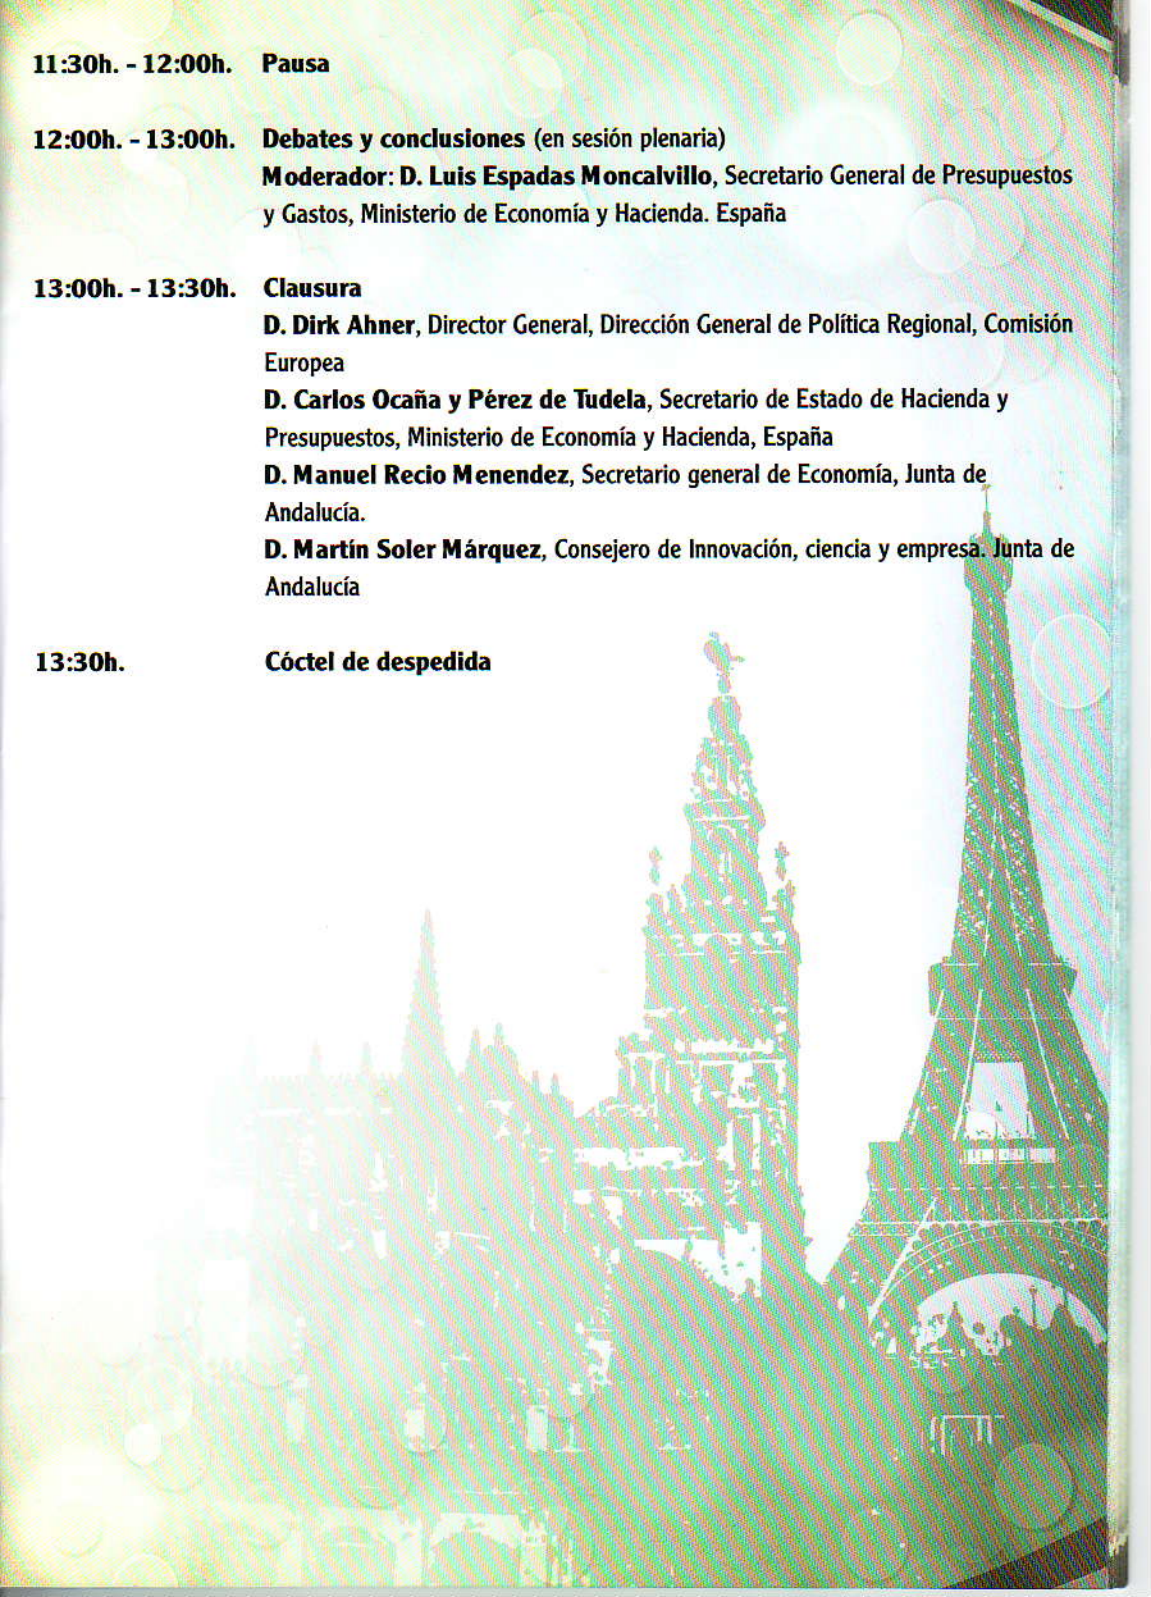 11:30h. - 12:00h. Pausa
12:00h. - 13:00h. Debates y conclusiones (en sesión plenaria)
Moderador: D. Luis Espadas Moncalvillo, Secretario General de Presupuestos
y Gastos, Ministerio de Economía y Hacienda. España
13:00h. - 13:30h. Clausura
D. Dirk Ahner, Director General, Dirección General de Política Regional, Comisión
Europea
D. Carlos Ocaña y Pérez de Tudela, Secretario de Estado de Hacienda y
Presupuestos, Ministerio de Economía y Hacienda, España
D. Manuel Recio Menendez, Secretario general de Economía, Junta de
Andalucía.
D. Martín Soler Márquez, Consejero de Innovación, ciencia y empresa. Junta de
Andalucía
13:30h. Cóctel de despedida